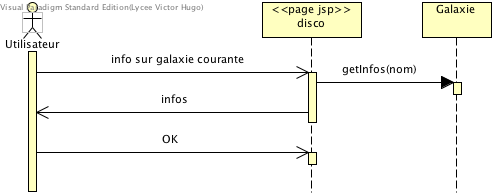 Visual Paradigm Standard Edition(Lycee Victor Hugo)
<<page jsp>>
disco
Galaxie
Utilisateur
info sur galaxie courante
getInfos(nom)
infos
OK